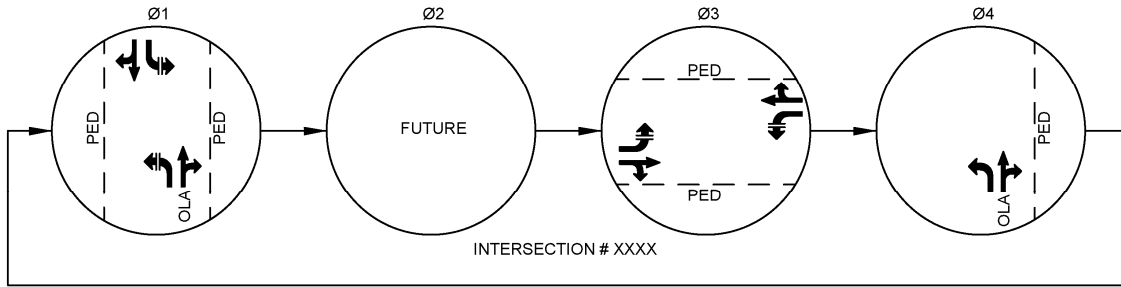 Ø1
Ø2
Ø3
Ø4
PED
PED
OLA
FUTURE
PED
PED
PED
OLA
INTERSECTION # XXXX